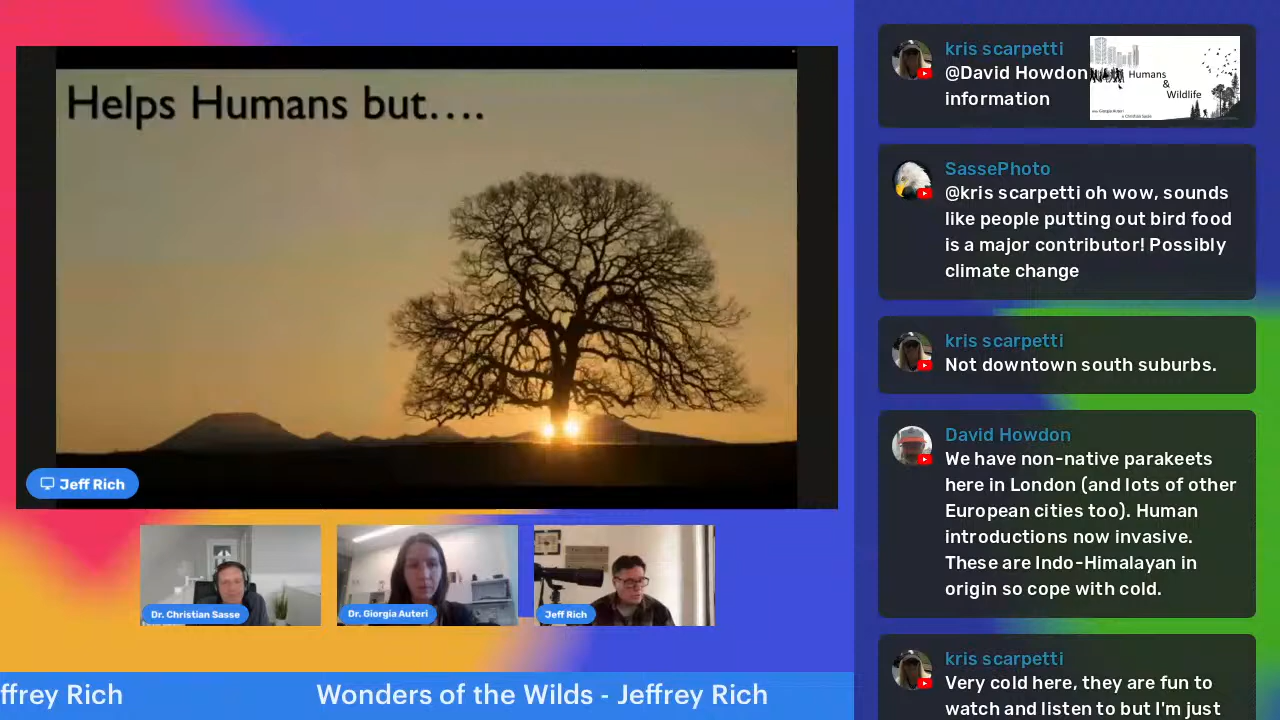 Helps Humans but....
Jeff Rich
Dr. Christian Sasse
Dr. Giorgia Auteri
Jeff Rich
ffrey Rich
Wonders of the Wilds - Jeffrey Rich
kris scarpetti
@David Howdon
information
Humans
&
Wildlife
SassePhoto
@kris scarpetti oh wow, sounds
like people putting out bird food
is a major contributor! Possibly
climate change
kris scarpetti
Not downtown south suburbs.
David Howdon
We have non-native parakeets
here in London (and lots of other
European cities too). Human
introductions now invasive.
These are Indo-Himalayan in
origin so cope with cold.
kris scarpetti
Very cold here, they are fun to
watch and listen to but I'm just